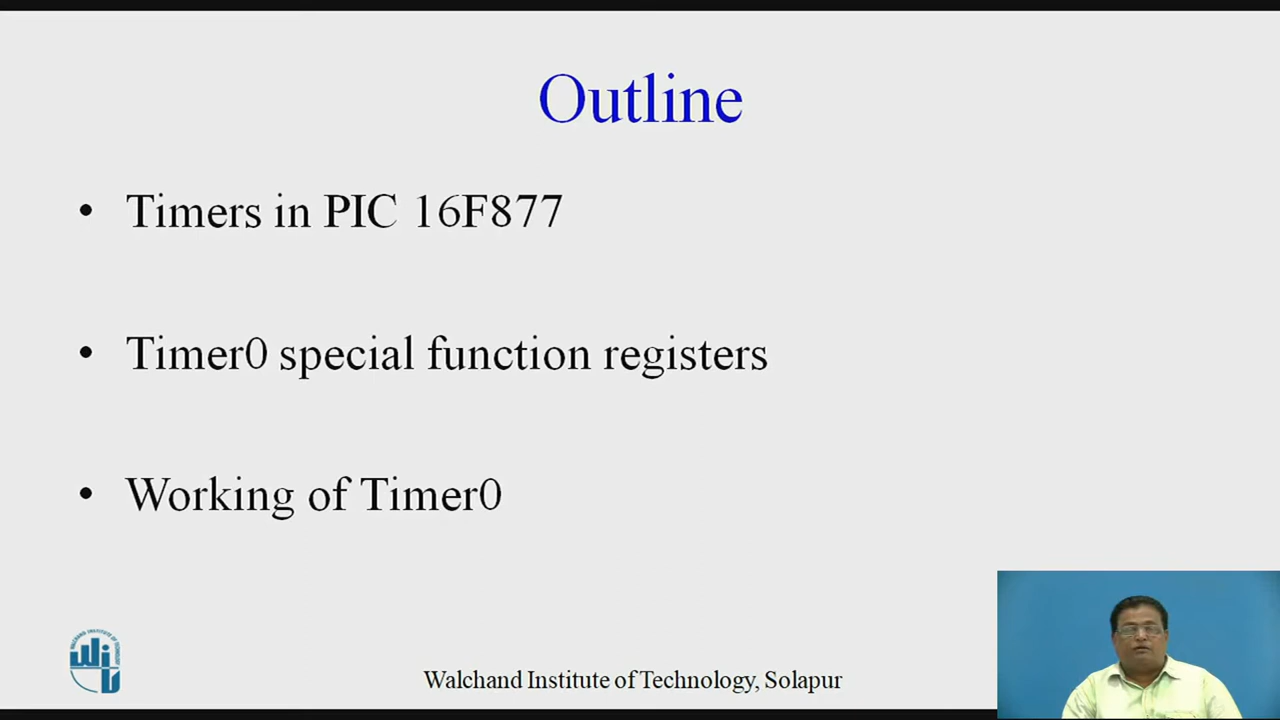 Outline
• Timers in PIC 16F877
• Timer0 special function registers
• Working of Timer0
Walchand Institute of Technology, Solapur